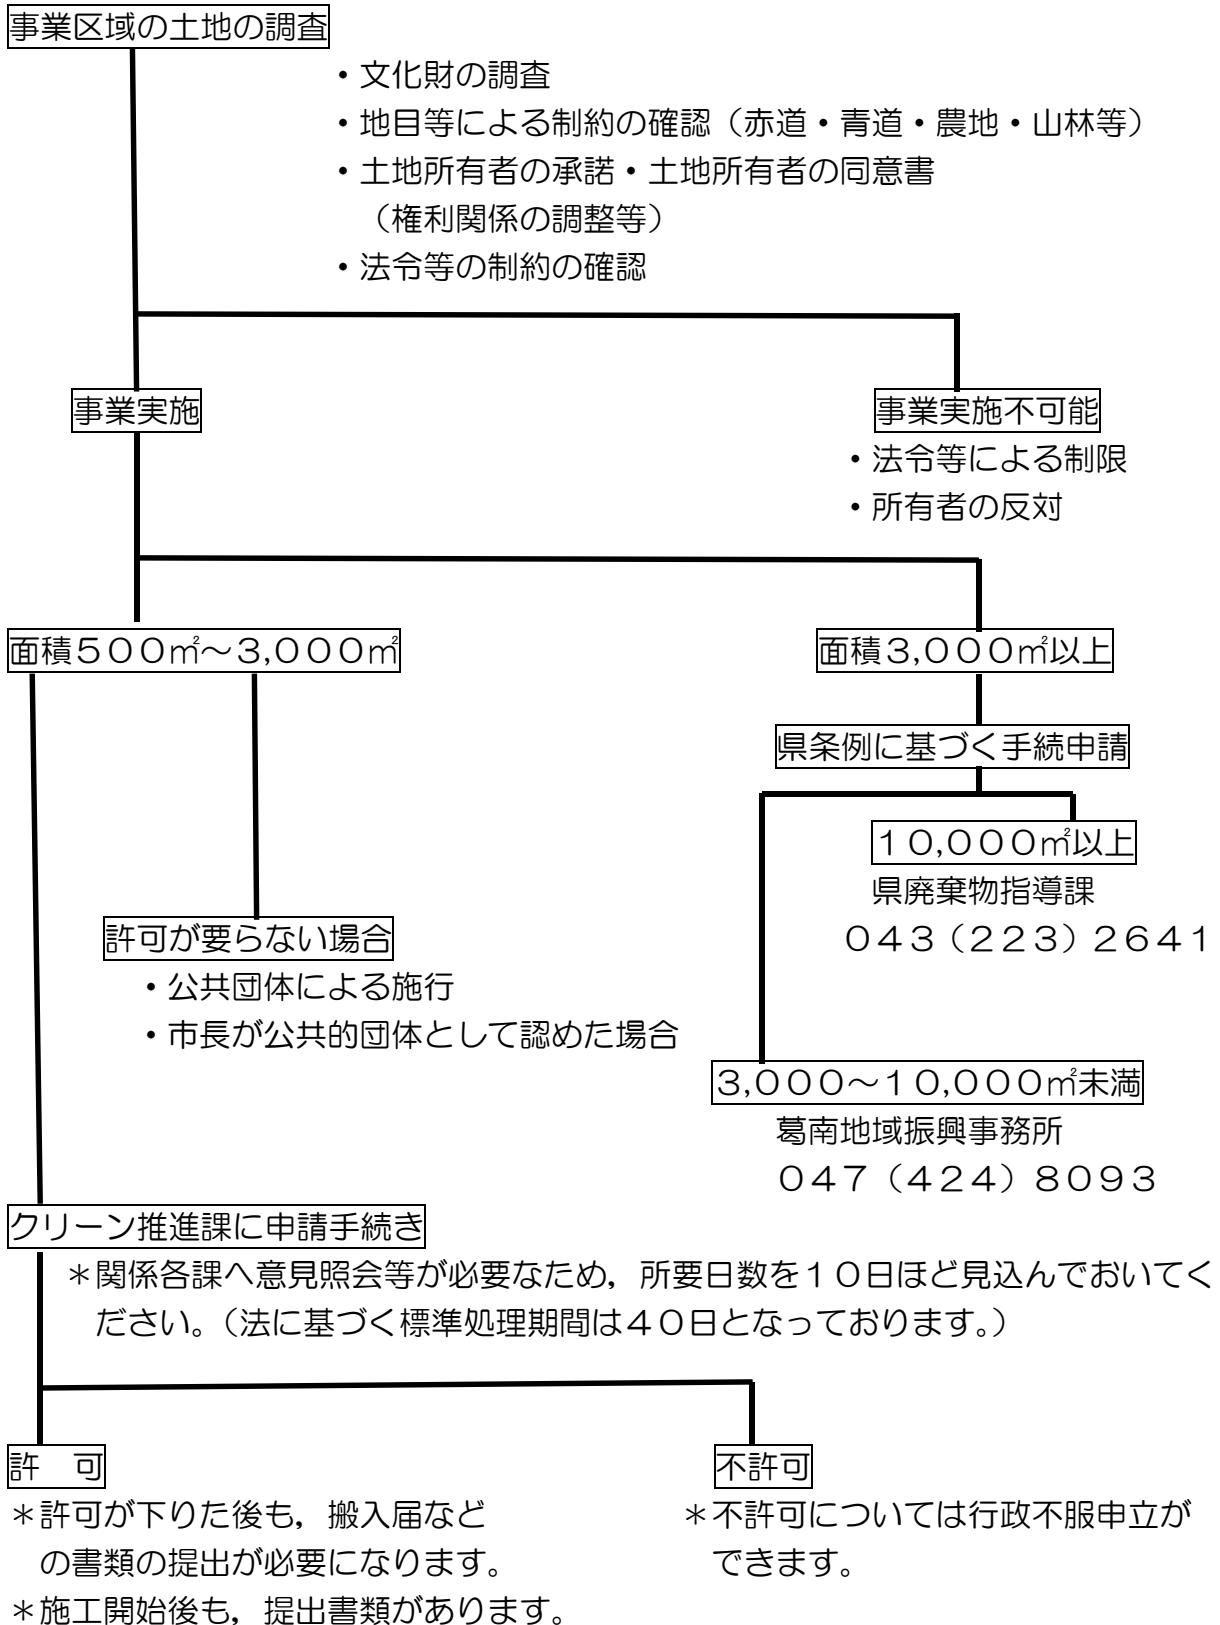 事業区域の土地の調査
・文化財の調査
・地目等による制約の確認（赤道・青道・農地・山林等）
・土地所有者の承諾・土地所有者の同意書
（権利関係の調整等）
・法令等の制約の確認
事業実施
事業実施不可能
・法令等による制限
・所有者の反対
面積５００㎡～３,０００㎡
面積３,０００㎡以上
県条例に基づく手続申請
１０,０００㎡以上
県廃棄物指導課
０４３（２２３）２６４１
許可が要らない場合
・公共団体による施行
・市長が公共的団体として認めた場合
３,０００～１０,０００㎡未満
葛南地域振興事務所
０４７（４２４）８０９３
クリーン推進課に申請手続き
＊関係各課へ意見照会等が必要なため，所要日数を１０日ほど見込んでおいてく
ださい。（法に基づく標準処理期間は４０日となっております。）
許　可
不許可
＊許可が下りた後も，搬入届など
の書類の提出が必要になります。
＊施工開始後も，提出書類があります。
＊不許可については行政不服申立が
できます。